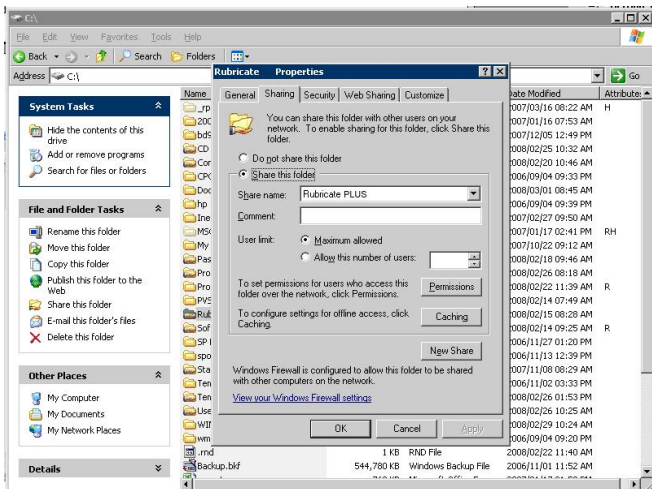 C:\
File Edit View Favorites Tools Help
Back Search Folders
Address C:\ Go
System Tasks
Hide the contents of this drive
Add or remove programs
Search for files or folders
File and Folder Tasks
Rename this folder
Move this folder
Copy this folder
Publish this folder to the Web
Share this folder
E-mail this folder's files
Delete this folder
Other Places
My Computer
My Documents
My Network Places
Details
Name Date Modified Attributes
2007/03/16 08:22 AM H
2007/01/16 07:53 AM
2007/12/05 12:49 PM
2008/02/25 10:32 AM
2008/02/20 10:46 AM
2006/09/04 09:33 PM
2008/03/01 08:45 AM
2006/09/04 09:39 PM
2007/02/27 09:50 AM
2007/01/17 02:41 PM RH
2007/10/22 09:12 AM
2008/02/18 09:46 AM
2008/02/26 08:18 AM
2008/02/22 11:39 AM R
2008/02/14 07:49 AM
2008/02/15 08:28 AM
2008/02/14 09:25 AM R
2006/11/27 01:20 PM
2006/11/13 12:39 PM
2007/11/08 08:29 AM
2006/11/02 03:33 PM
2008/02/26 01:53 PM
2008/02/26 10:25 AM
2008/02/29 10:24 AM
2006/09/04 09:20 PM
.rnd 1 KB RND File 2008/02/22 11:40 AM
Backup.bkf 544,780 KB Windows Backup File 2006/11/01 11:52 AM
Rubricate Properties
General Sharing Security Web Sharing Customize
You can share this folder with other users on your
network. To enable sharing for this folder, click Share this
folder.
Do not share this folder
Share this folder
Share name: Rubricate PLUS
Comment:
User limit: Maximum allowed
Allow this number of users:
To set permissions for users who access this
folder over the network, click Permissions.
Permissions
To configure settings for offline access, click
Caching.
Caching
New Share
Windows Firewall is configured to allow this folder to be shared
with other computers on the network.
View your Windows Firewall settings
OK Cancel Apply